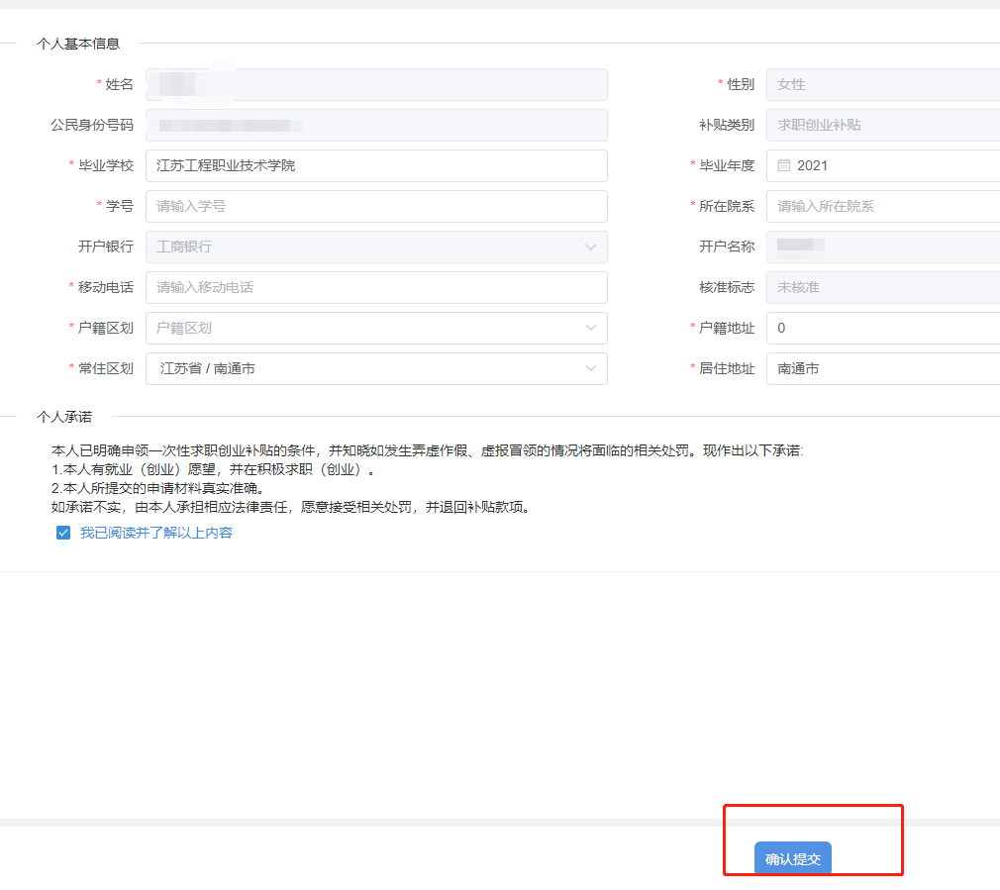 个人基本信息
* 姓名
* 性别 女性
公民身份号码
补贴类别 求职创业补贴
* 毕业学校 江苏工程职业技术学院
* 毕业年度 2021
* 学号 请输入学号
* 所在院系 请输入所在院系
开户银行 工商银行
开户名称
* 移动电话 请输入移动电话
核准标志 未核准
* 户籍区划 户籍区划
* 户籍地址 0
* 常住区划 江苏省 / 南通市
* 居住地址 南通市
个人承诺
本人已明确申领一次性求职创业补贴的条件，并知晓如发生弄虚作假、虚报冒领的情况将面临的相关处罚。现作出以下承诺:
1.本人有就业（创业）愿望，并在积极求职（创业）。
2.本人所提交的申请材料真实准确。
如承诺不实，由本人承担相应法律责任，愿意接受相关处罚，并退回补贴款项。
我已阅读并了解以上内容
确认提交